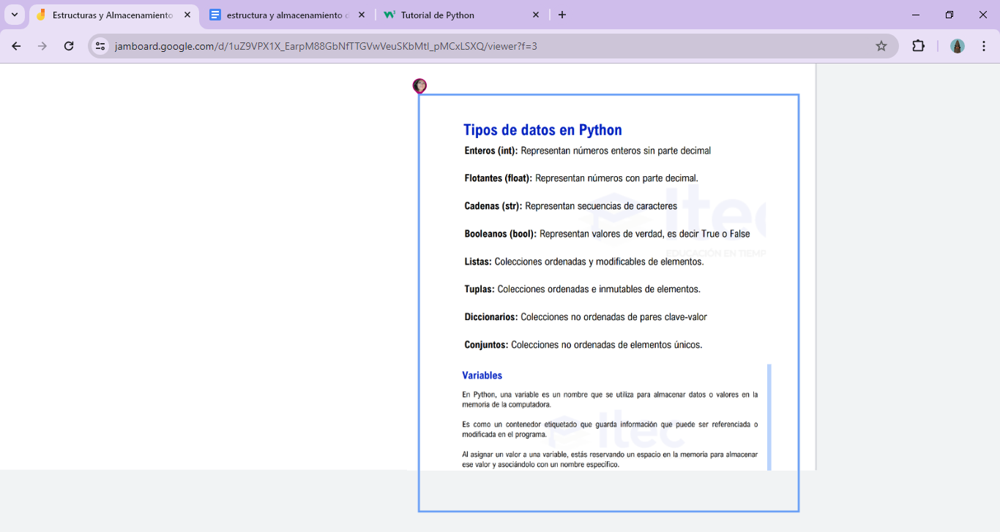 Estructuras y Almacenamiento
estructura y almacenamiento d
Tutorial de Python
jamboard.google.com/d/1uZ9VPX1X_EarpM88GbNfTTGVwVeuSKbMtI_pMCxLSXQ/viewer?f=3
Tipos de datos en Python
Enteros (int): Representan números enteros sin parte decimal
Flotantes (float): Representan números con parte decimal.
Cadenas (str): Representan secuencias de caracteres
Itec
Booleanos (bool): Representan valores de verdad, es decir True o False
EDUCACIÓN EN TIEMP
Listas: Colecciones ordenadas y modificables de elementos.
Tuplas: Colecciones ordenadas e inmutables de elementos.
Diccionarios: Colecciones no ordenadas de pares clave-valor
Conjuntos: Colecciones no ordenadas de elementos únicos.
Variables
En Python, una variable es un nombre que se utiliza para almacenar datos o valores en la
memoria de la computadora.
Es como un contenedor etiquetado que guarda información que puede ser referenciada o
modificada en el programa.
Itec
Al asignar un valor a una variable, estás reservando un espacio en la memoria para almacenar
ese valor y asociándolo con un nombre específico.